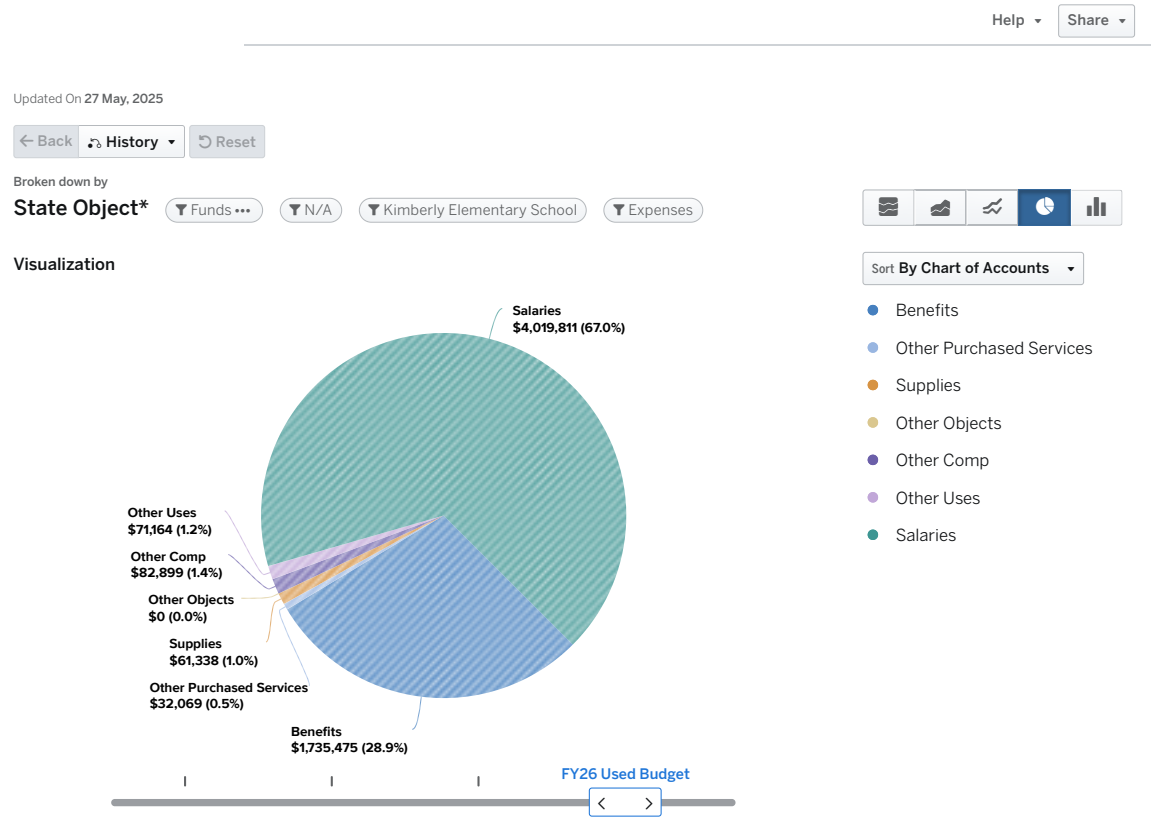 Help
Share
Updated On 27 May, 2025
Back
History
Reset
Broken down by
State Object*
Funds •••
N/A
Kimberly Elementary School
Expenses
Visualization
Sort By Chart of Accounts
Benefits
Other Purchased Services
Supplies
Other Objects
Other Comp
Other Uses
Salaries
Salaries
$4,019,811 (67.0%)
Other Uses
$71,164 (1.2%)
Other Comp
$82,899 (1.4%)
Other Objects
$0 (0.0%)
Supplies
$61,338 (1.0%)
Other Purchased Services
$32,069 (0.5%)
Benefits
$1,735,475 (28.9%)
FY26 Used Budget